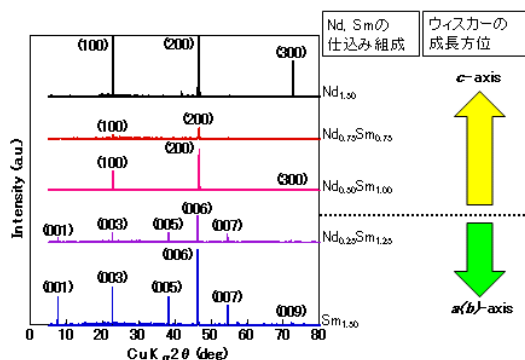 Nd, Smの
仕込み組成
ウィスカーの
成長方位
(100)
(200)
(300)
Nd1.50
c-axis
(100)
(200)
Nd0.75Sm0.75
(100)
(200)
(300)
Nd0.50Sm1.00
(001)
(003)
(005)
(006)
(007)
Nd0.25Sm1.25
(001)
(003)
(005)
(006)
(007)
(009)
Sm1.50
a(b)-axis
Intensity (a.u.)
0 10 20 30 40 50 60 70 80
CuKα2θ (deg)